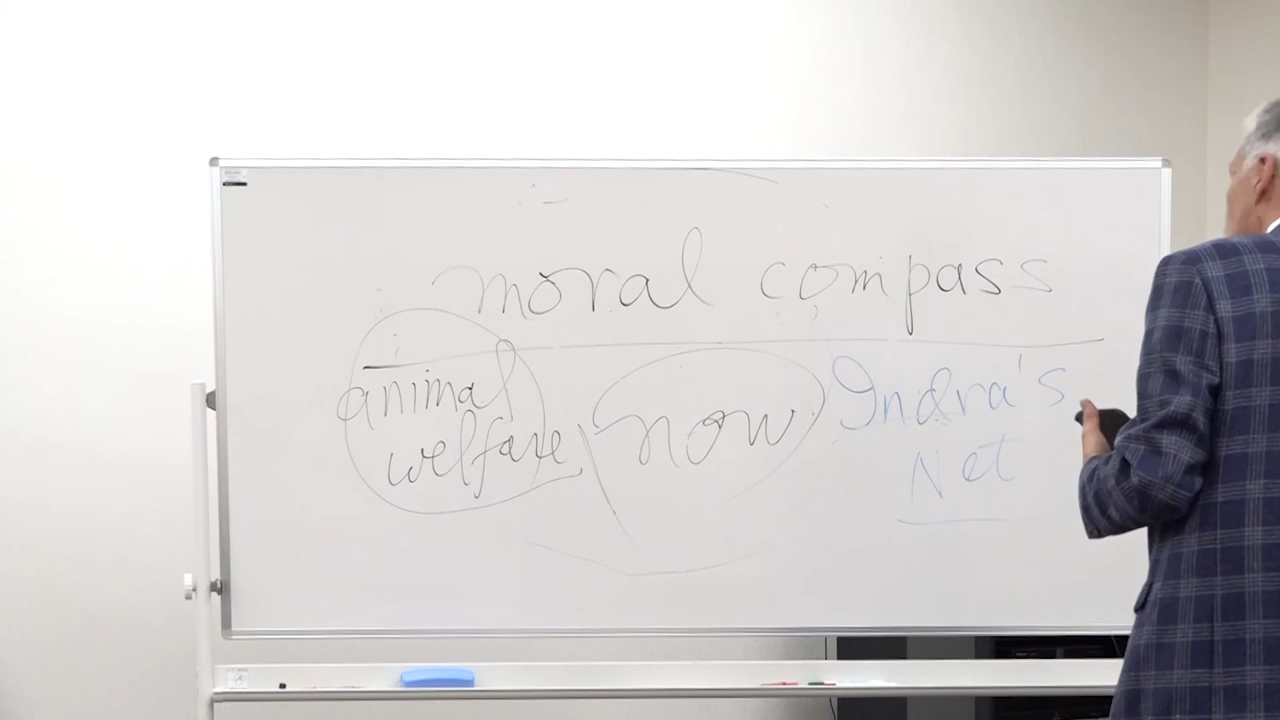 moral compass
animal
welfare
now
Indra's
Net